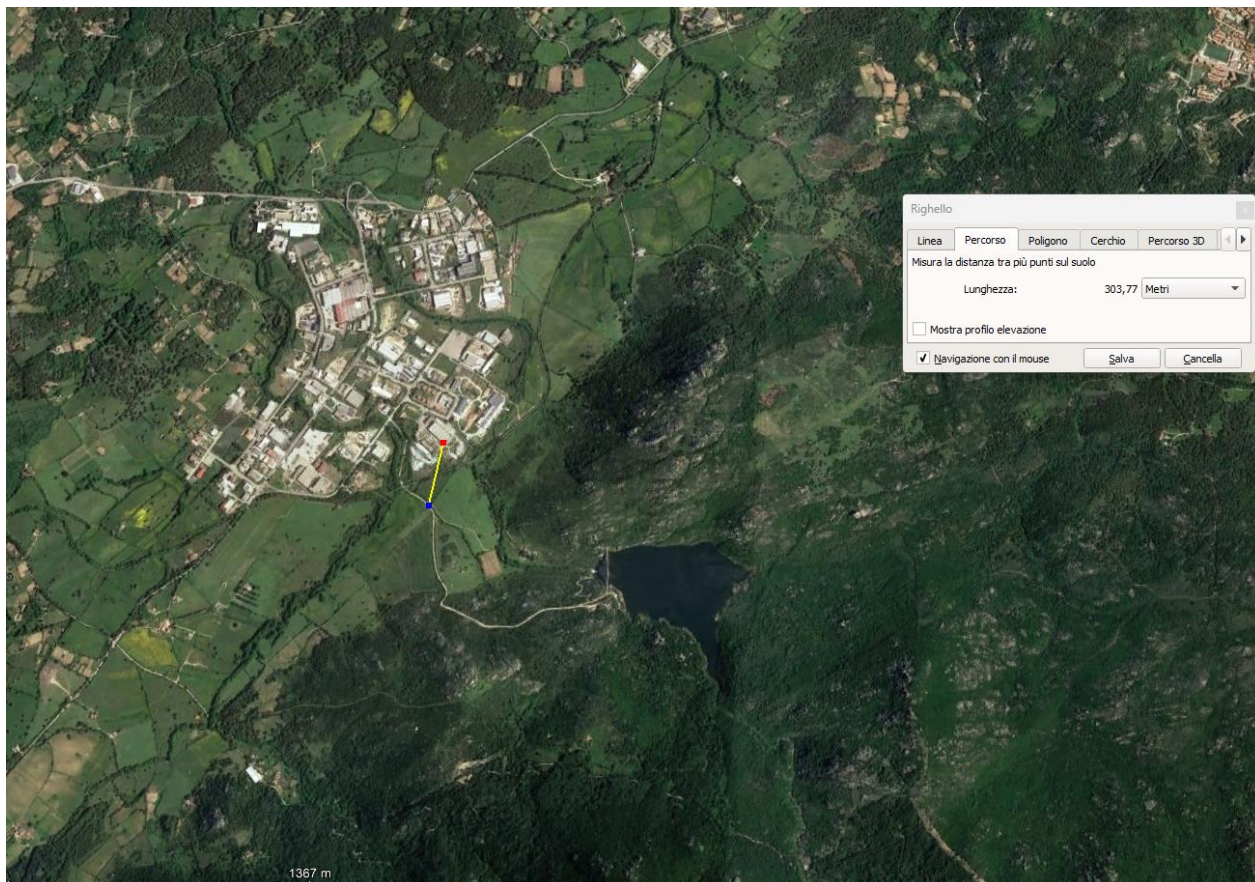 Righello
Linea Percorso Poligono Cerchio Percorso 3D
Misura la distanza tra più punti sul suolo
Lunghezza: 303,77 Metri
Mostra profilo elevazione
Navigazione con il mouse Salva Cancella
1367 m